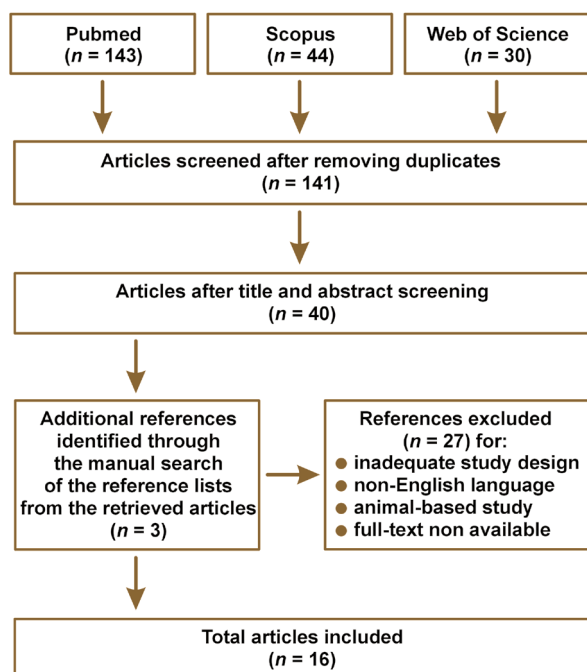 Pubmed
(n = 143)
Scopus
(n = 44)
Web of Science
(n = 30)
Articles screened after removing duplicates
(n = 141)
Articles after title and abstract screening
(n = 40)
Additional references
identified through
the manual search
of the reference lists
from the retrieved articles
(n = 3)
References excluded
(n = 27) for:
● inadequate study design
● non-English language
● animal-based study
● full-text non available
Total articles included
(n = 16)